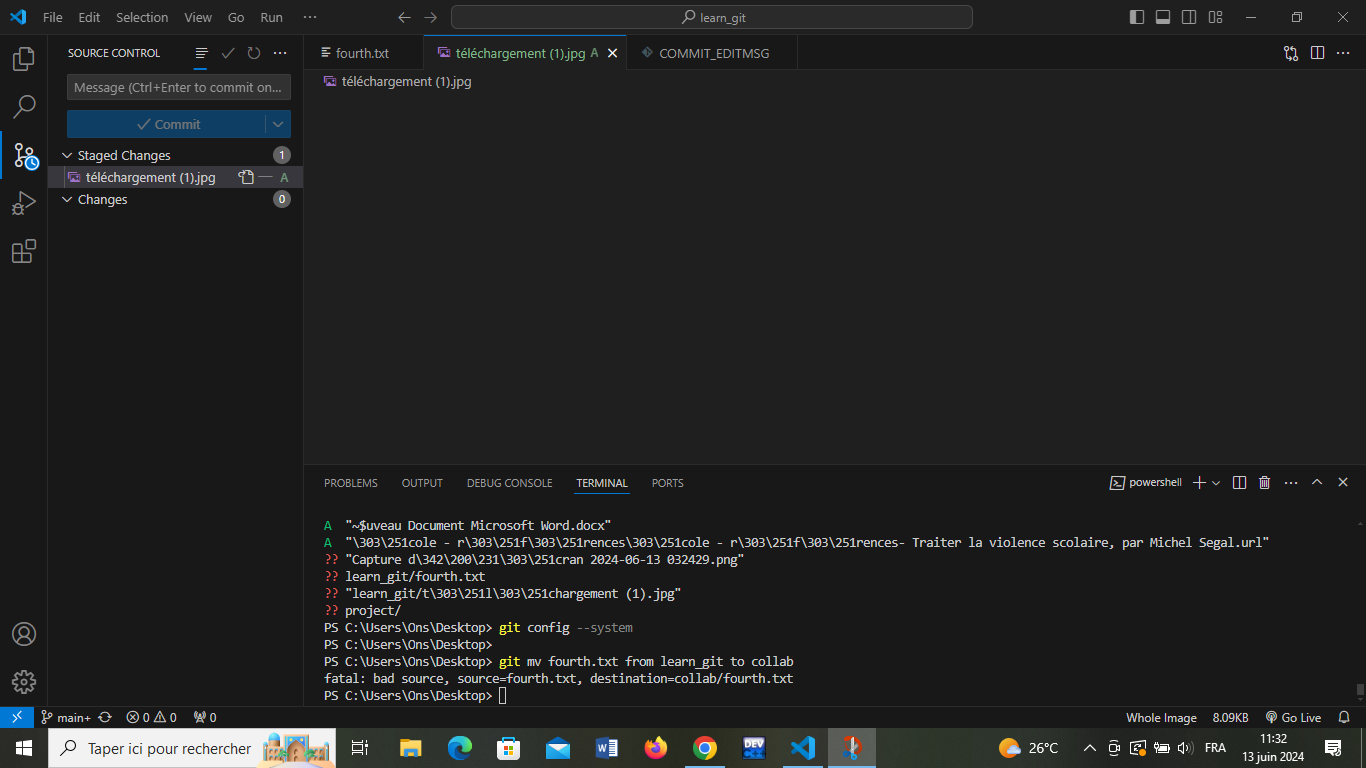 File Edit Selection View Go Run ··· learn_git
SOURCE CONTROL
fourth.txt
téléchargement (1).jpg A
COMMIT_EDITMSG
téléchargement (1).jpg
Message (Ctrl+Enter to commit on...
Commit
Staged Changes 1
téléchargement (1).jpg A
Changes 0
PROBLEMS OUTPUT DEBUG CONSOLE TERMINAL PORTS powershell
A "~$uveau Document Microsoft Word.docx"
A "\303\251cole - r\303\251f\303\251rences\303\251cole - r\303\251f\303\251rences- Traiter la violence scolaire, par Michel Segal.url"
?? "Capture d\342\200\231\303\251cran 2024-06-13 032429.png"
?? learn_git/fourth.txt
?? "learn_git/t\303\251l\303\251chargement (1).jpg"
?? project/
PS C:\Users\Ons\Desktop> git config --system
PS C:\Users\Ons\Desktop>
PS C:\Users\Ons\Desktop> git mv fourth.txt from learn_git to collab
fatal: bad source, source=fourth.txt, destination=collab/fourth.txt
PS C:\Users\Ons\Desktop>
main+ 0 0 0 Whole Image 8.09KB Go Live
Taper ici pour rechercher DEV 26°C FRA 11:32
13 juin 2024